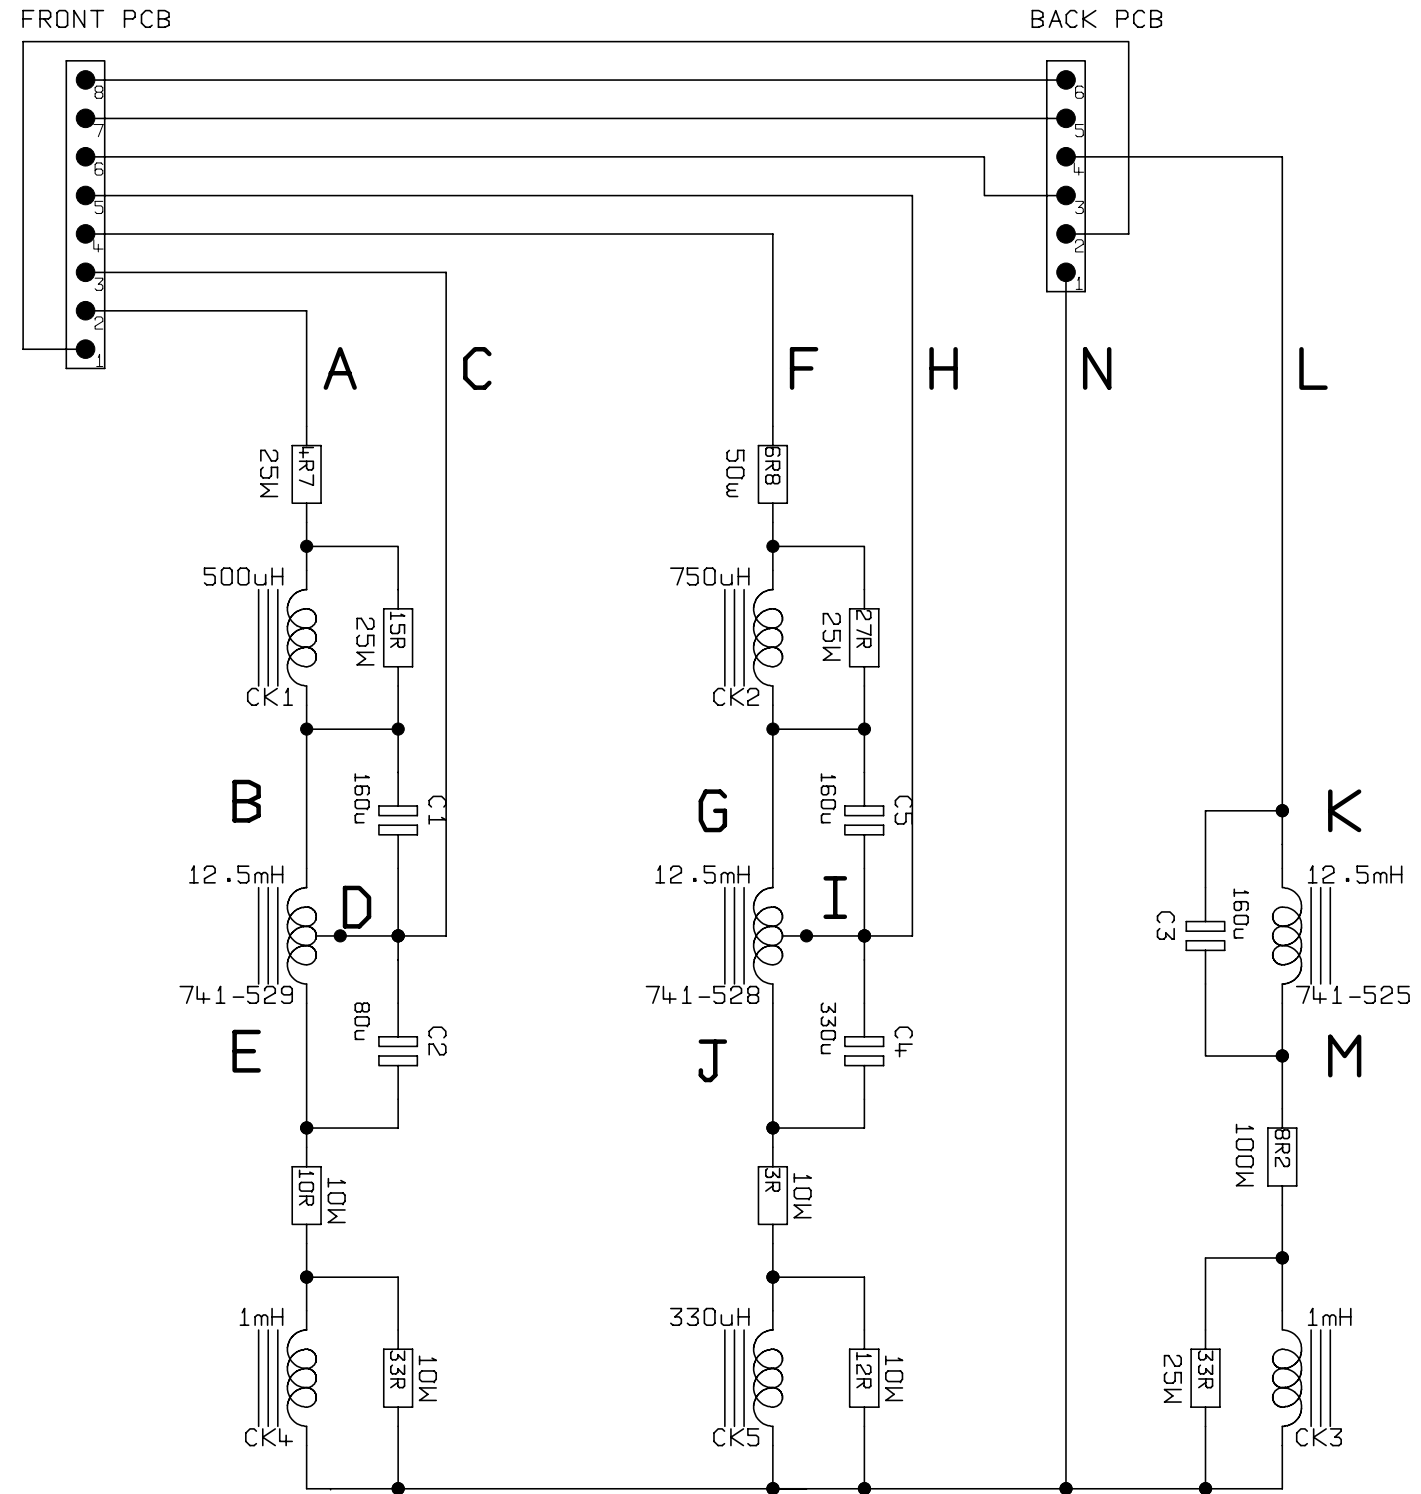 FRONT PCB
BACK PCB
8
7
6
5
4
3
2
1
6
5
4
3
2
1
A
C
F
H
N
L
4R7
25W
6R8
50w
500uH
15R
25W
CK1
750uH
27R
25W
CK2
B
160u
C1
G
160u
C5
K
12.5mH
D
741-529
12.5mH
I
741-528
160u
C3
12.5mH
741-525
E
80u
C2
J
330u
C4
M
10R
10W
3R
10W
8R2
100W
1mH
33R
10W
CK4
330uH
12R
10W
CK5
33R
25W
1mH
CK3